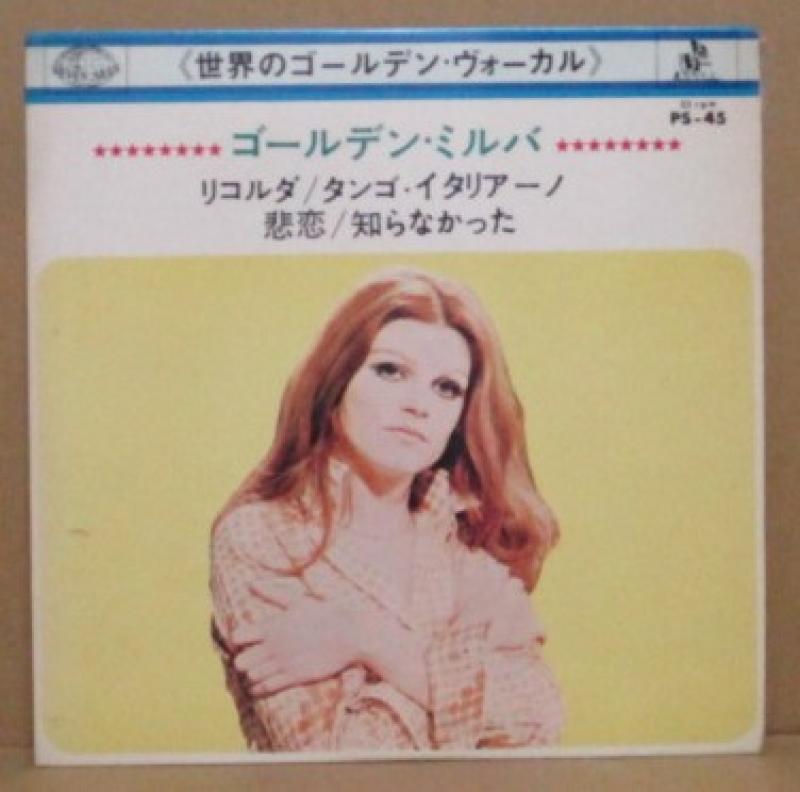 《世界のゴールデン・ヴォーカル》
PS-45
★★★★★★★★ ゴールデン・ミルバ ★★★★★★★★
リコルダ/タンゴ・イタリアーノ
悲恋/知らなかった